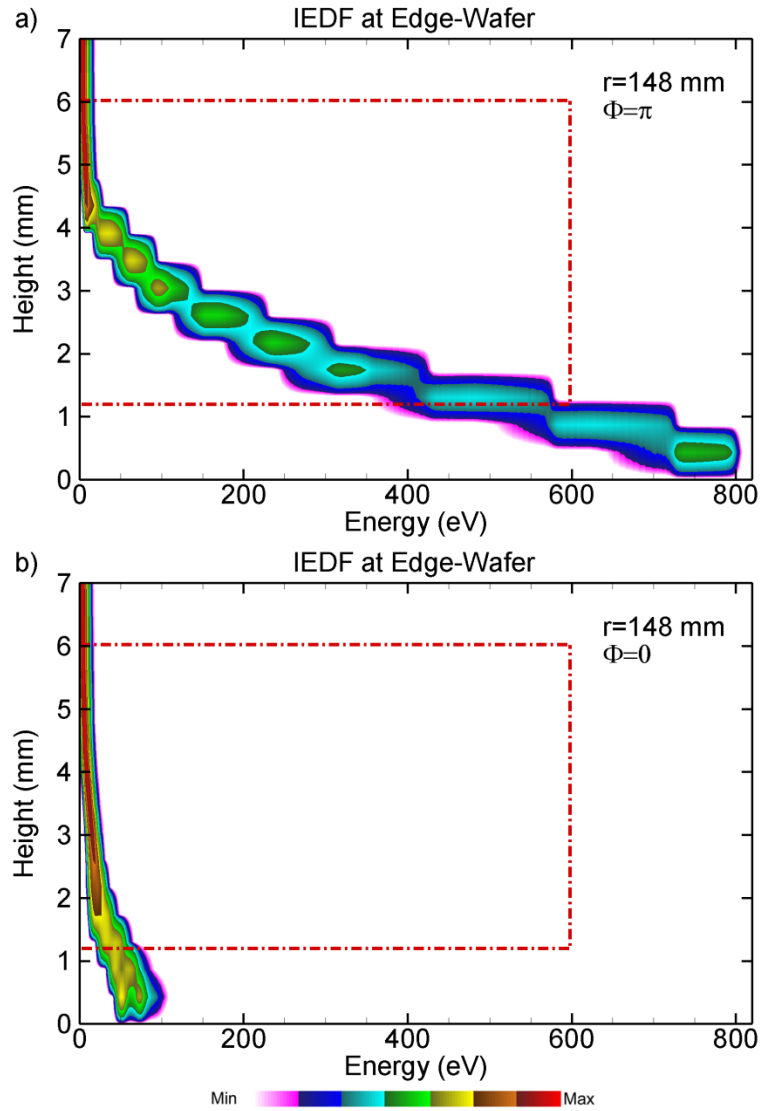 a)
IEDF at Edge-Wafer
7
6
5
4
3
2
1
0
Height (mm)
r=148 mm
Φ=π
0
200
400
600
800
Energy (eV)
b)
IEDF at Edge-Wafer
7
6
5
4
3
2
1
0
Height (mm)
r=148 mm
Φ=0
0
200
400
600
800
Energy (eV)
Min
Max